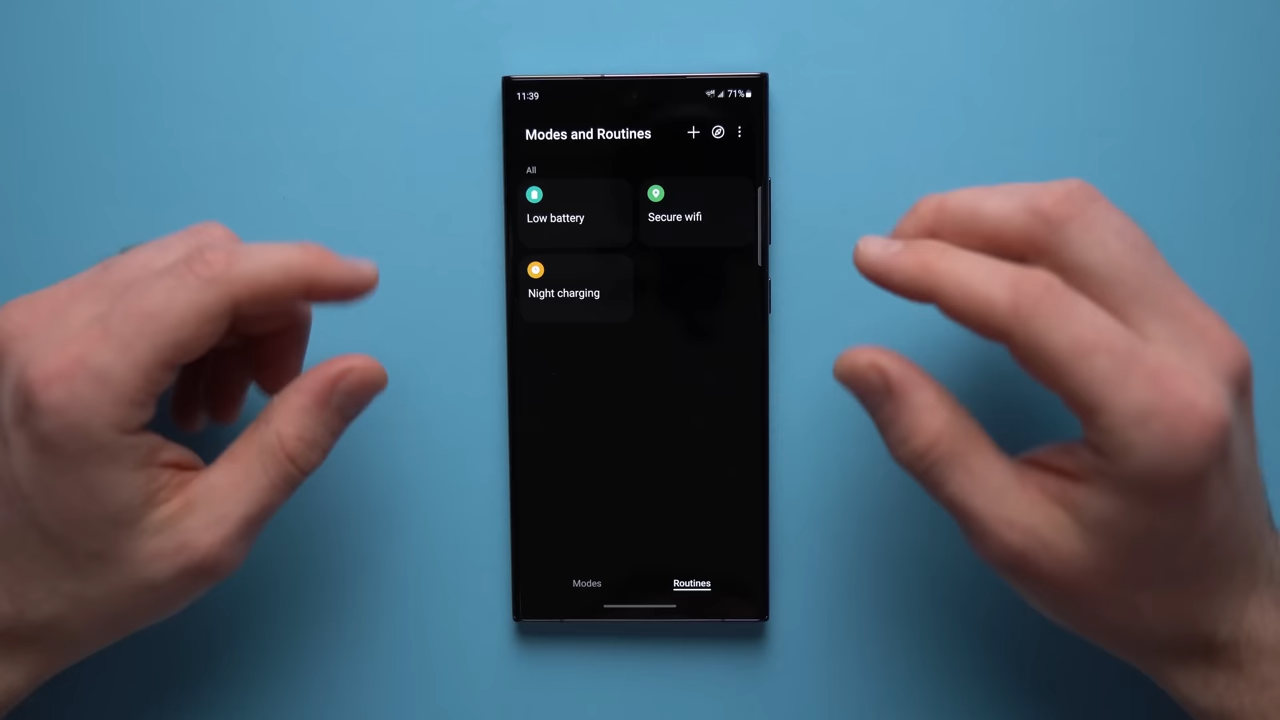 11:39
71%
Modes and Routines
All
Low battery
Secure wifi
Night charging
Modes
Routines